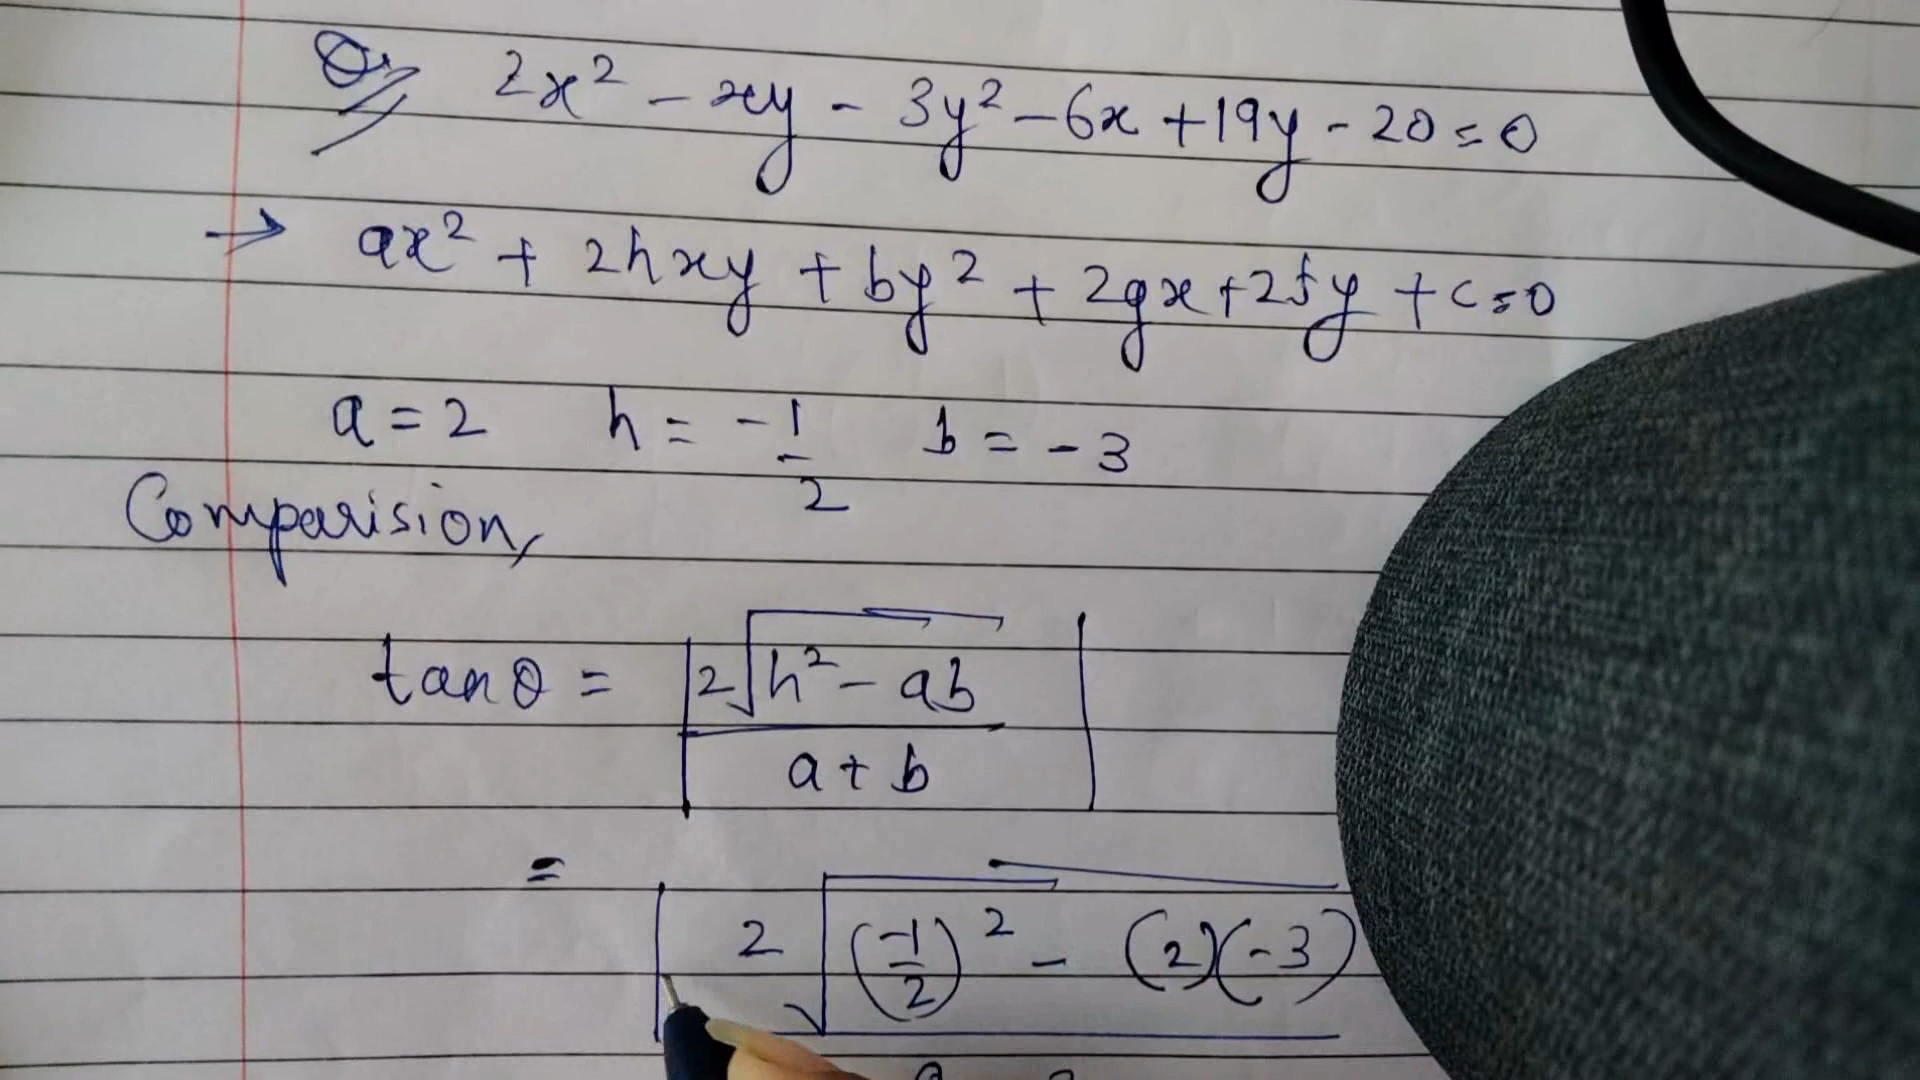 Q. 2x² - xy - 3y² - 6x + 19y - 20 = 0
→ ax² + 2hxy + by² + 2gx + 2fy + c = 0
a = 2 h = -1/2 b = -3
Comparision,
tanθ = |2√(h² - ab) / (a + b)|
= |2√((-1/2)² - (2)(-3))